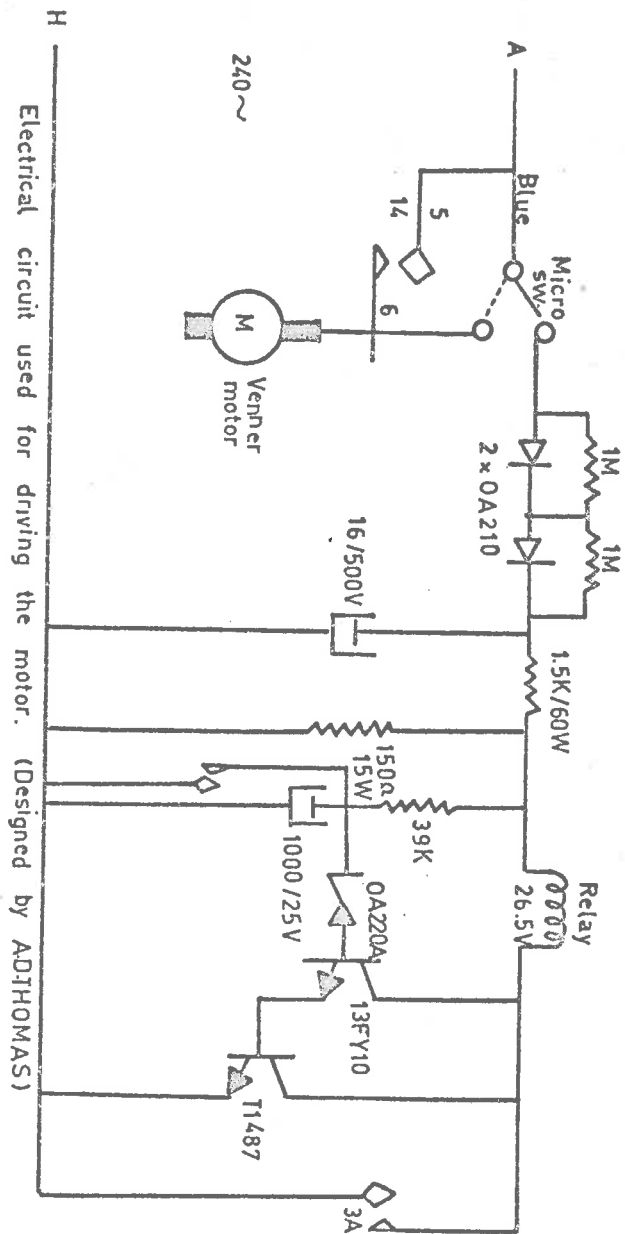 A
Blue
Micro
sw.
5
14
6
M
Venner
motor
240~
1M
1M
2×OA210
16/500V
1.5K/60W
150Ω
15W
39K
1000/25V
OA220A
Relay
26.5V
13FY10
T1487
3A
H
Electrical circuit used for driving the motor. (Designed by A.D.THOMAS)